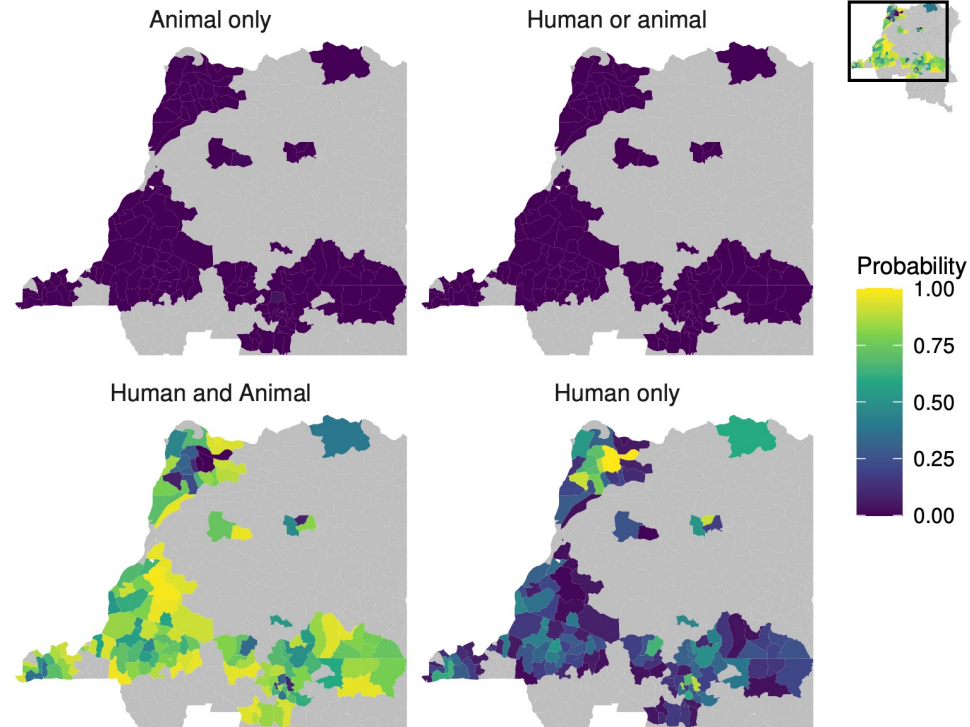 Animal only
Human or animal
Human and Animal
Human only
Probability
1.00
0.75
0.50
0.25
0.00